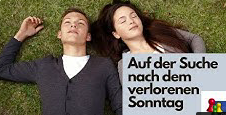 Auf der Suche
nach dem
verlorenen
Sonntag